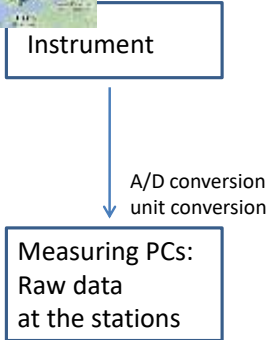 Instrument
A/D conversion
unit conversion
Measuring PCs:
Raw data
at the stations